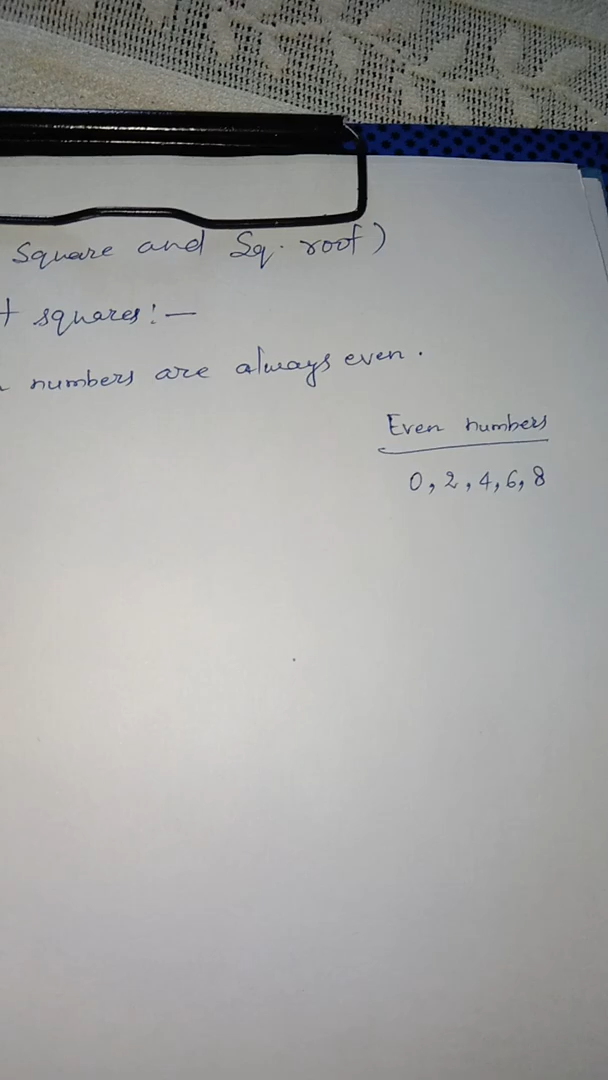 Square and Sq. root)
squares:—
numbers are always even.
Even numbers
0, 2, 4, 6, 8